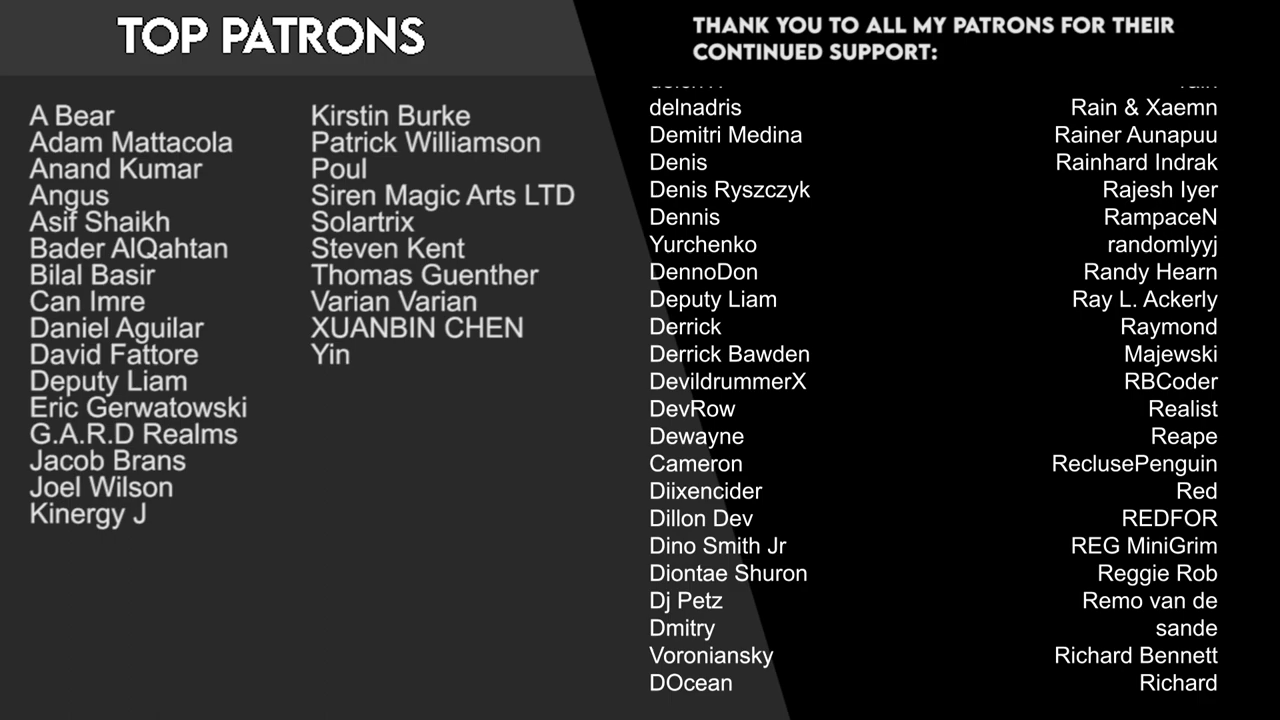 TOP PATRONS
A Bear
Adam Mattacola
Anand Kumar
Angus
Asif Shaikh
Bader AlQahtan
Bilal Basir
Can Imre
Daniel Aguilar
David Fattore
Deputy Liam
Eric Gerwatowski
G.A.R.D Realms
Jacob Brans
Joel Wilson
Kinergy J
Kirstin Burke
Patrick Williamson
Poul
Siren Magic Arts LTD
Solartrix
Steven Kent
Thomas Guenther
Varian Varian
XUANBIN CHEN
Yin
THANK YOU TO ALL MY PATRONS FOR THEIR
CONTINUED SUPPORT:
delnadris
Demitri Medina
Denis
Denis Ryszczyk
Dennis
Yurchenko
DennoDon
Deputy Liam
Derrick
Derrick Bawden
DevildrummerX
DevRow
Dewayne
Cameron
Diixencider
Dillon Dev
Dino Smith Jr
Diontae Shuron
Dj Petz
Dmitry
Voroniansky
DOcean
Rain & Xaemn
Rainer Aunapuu
Rainhard Indrak
Rajesh Iyer
RampaceN
randomlyyj
Randy Hearn
Ray L. Ackerly
Raymond
Majewski
RBCoder
Realist
Reape
ReclusePenguin
Red
REDFOR
REG MiniGrim
Reggie Rob
Remo van de
sande
Richard Bennett
Richard